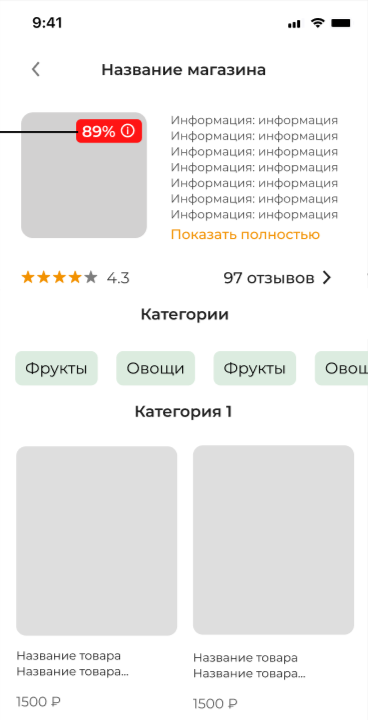 9:41
Название магазина
89%
Информация: информация
Информация: информация
Информация: информация
Информация: информация
Информация: информация
Информация: информация
Информация: информация
Показать полностью
4.3
97 отзывов
Категории
Фрукты Овощи Фрукты Овощ
Категория 1
Название товара
Название товара...
1500 ₽
Название товара
Название товара...
1500 ₽